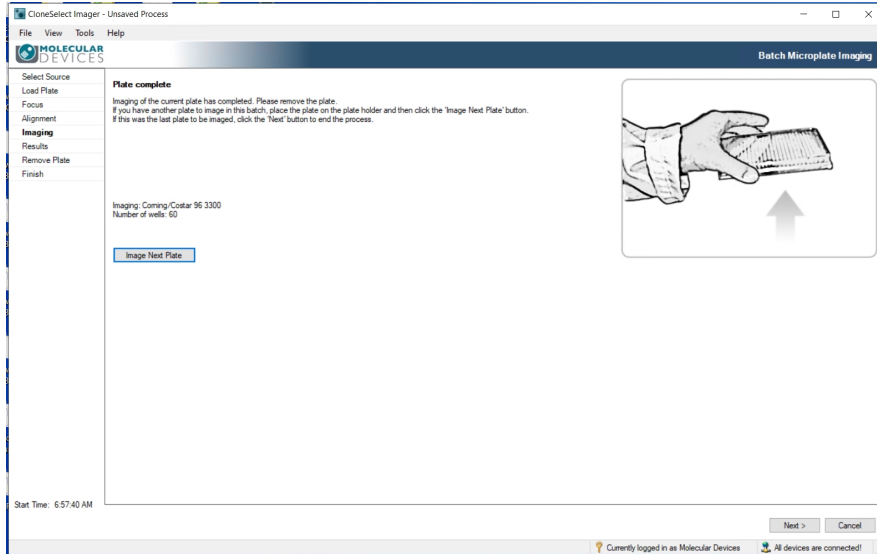 CloneSelect Imager - Unsaved Process
File View Tools Help
MOLECULAR
DEVICES
Batch Microplate Imaging
Select Source
Load Plate
Focus
Alignment
Imaging
Results
Remove Plate
Finish
Plate complete
Imaging of the current plate has completed. Please remove the plate.
If you have another plate to image in this batch, place the plate on the plate holder and then click the 'Image Next Plate' button.
If this was the last plate to be imaged, click the 'Next' button to end the process.
Imaging: Corning/Costar 96 3300
Number of wells: 60
Image Next Plate
Start Time: 6:57:40 AM
Next > Cancel
Currently logged in as Molecular Devices All devices are connected!